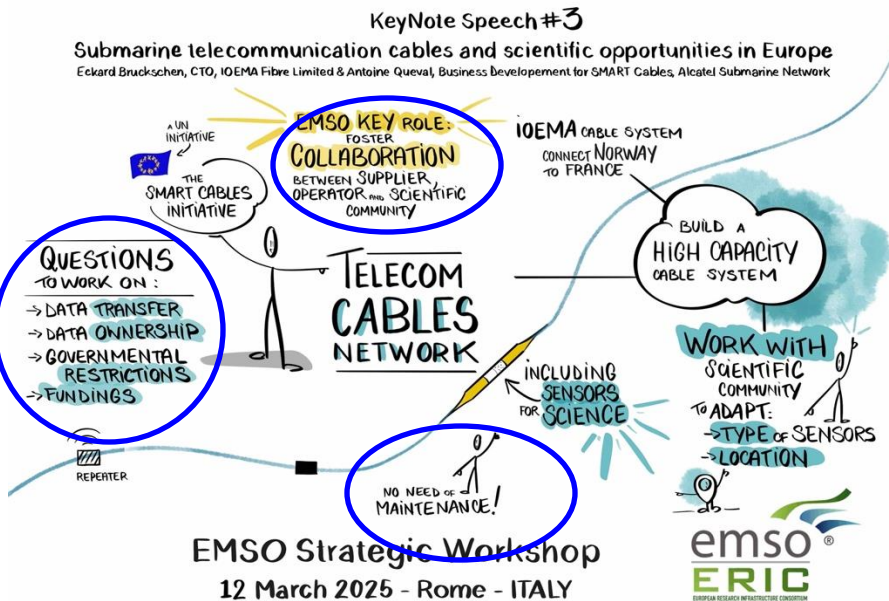 KeyNote Speech #3
Submarine telecommunication cables and scientific opportunities in Europe
Eckard Bruckschen, CTO, IOEMA Fibre Limited & Antoine Queval, Business Developement for SMART Cables, Alcatel Submarine Network
A UN
INITIATIVE
THE
SMART CABLES
INITIATIVE
EMSO KEY ROLE:
FOSTER
COLLABORATION
BETWEEN SUPPLIER,
OPERATOR AND SCIENTIFIC
COMMUNITY
iOEMA CABLE SYSTEM
CONNECT NORWAY
TO FRANCE
BUILD A
HIGH CAPACITY
CABLE SYSTEM
QUESTIONS
TO WORK ON:
→ DATA TRANSFER
→ DATA OWNERSHIP
→ GOVERNMENTAL
RESTRICTIONS
→ FUNDINGS
TELECOM
CABLES
NETWORK
INCLUDING
SENSORS
FOR SCIENCE
WORK WITH
SCIENTIFIC
COMMUNITY
TO ADAPT:
→ TYPE OF SENSORS
→ LOCATION
REPEATER
NO NEED OF
MAINTENANCE!
EMSO Strategic Workshop
12 March 2025 - Rome - ITALY
emso ®
ERIC
EUROPEAN RESEARCH INFRASTRUCTURE CONSORTIUM